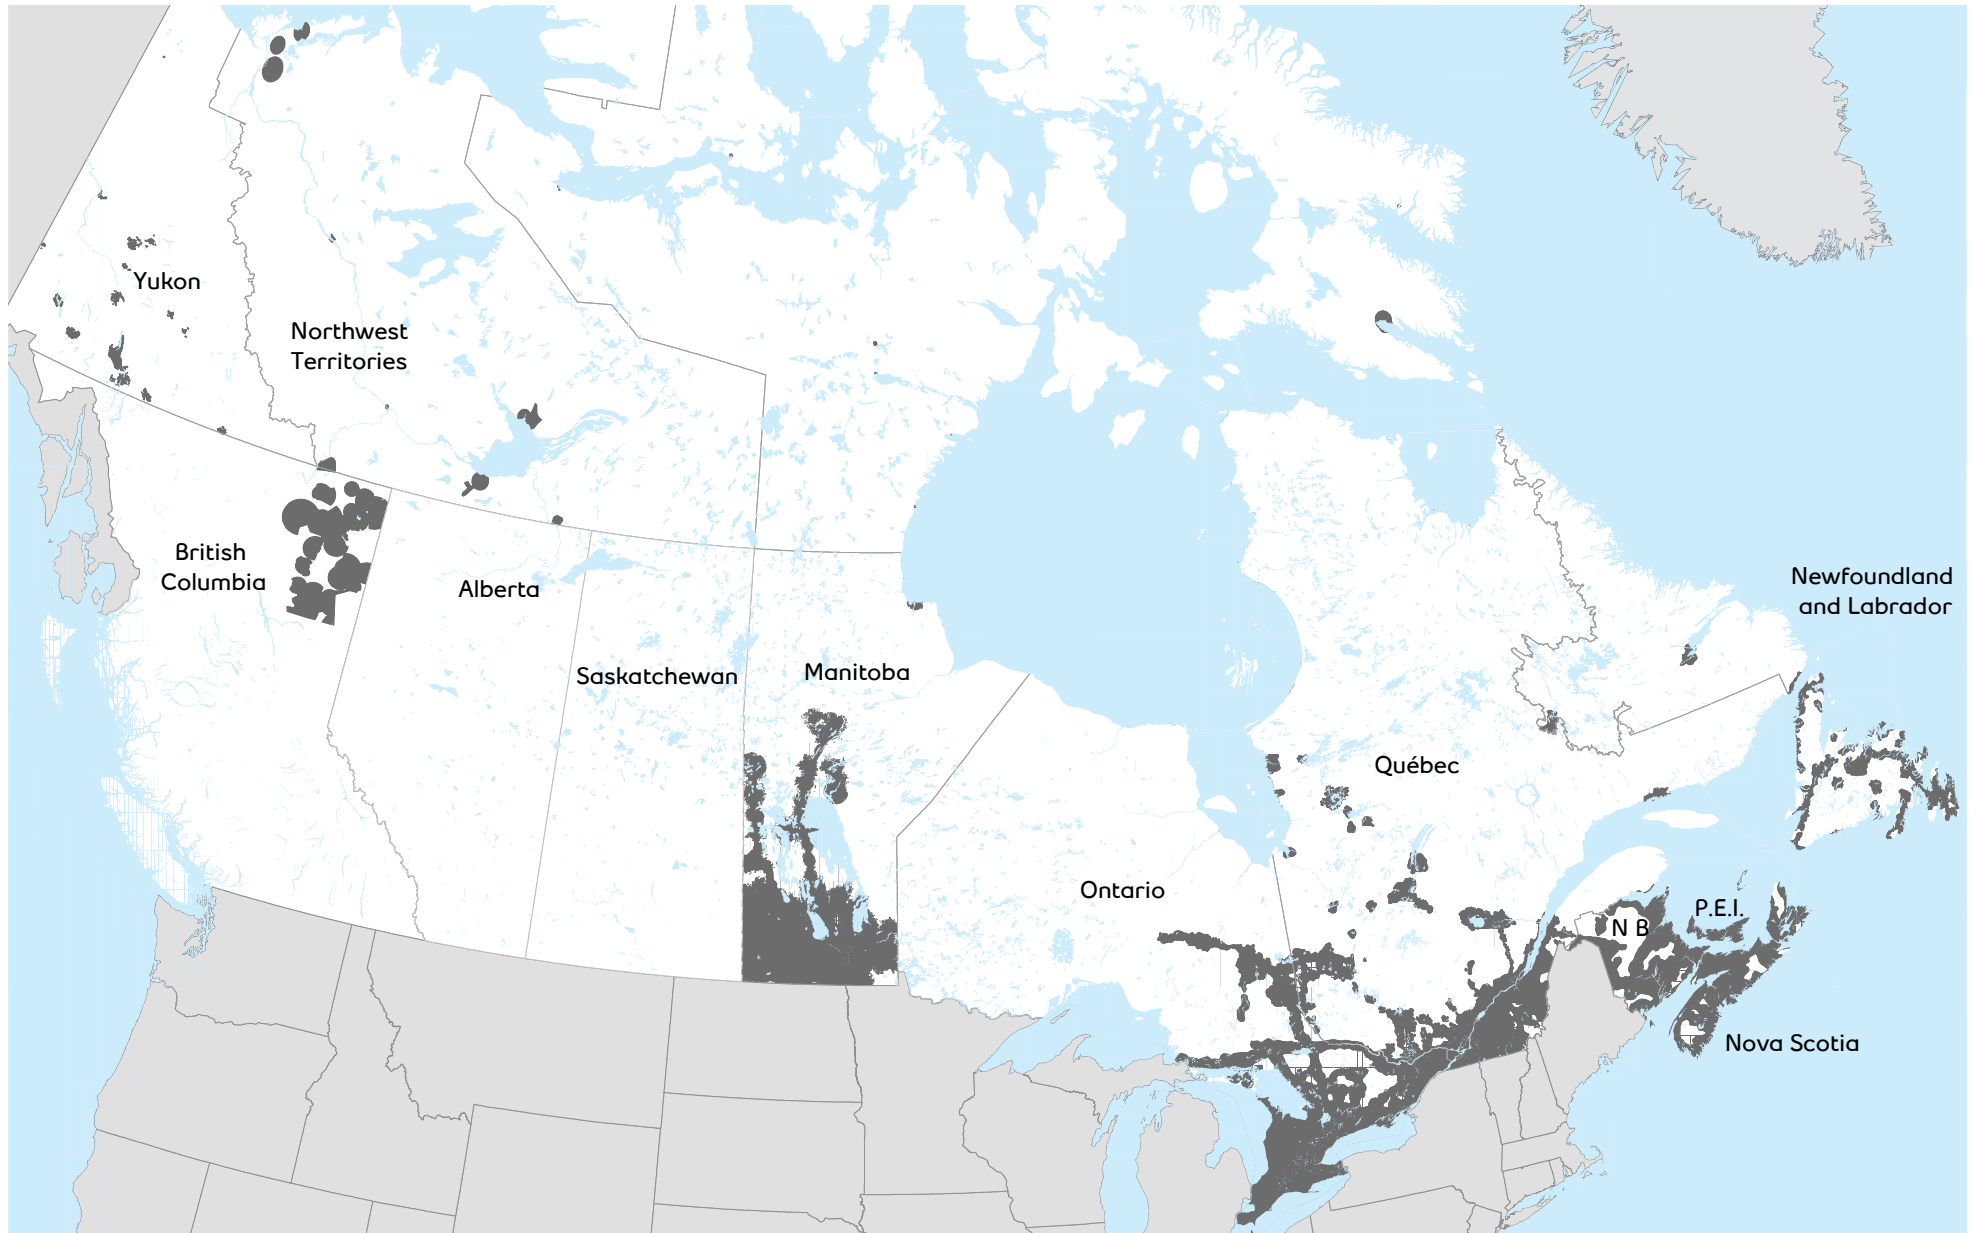 Yukon
Northwest
Territories
British
Columbia
Alberta
Saskatchewan
Manitoba
Ontario
Québec
Newfoundland
and Labrador
P.E.I.
N B
Nova Scotia